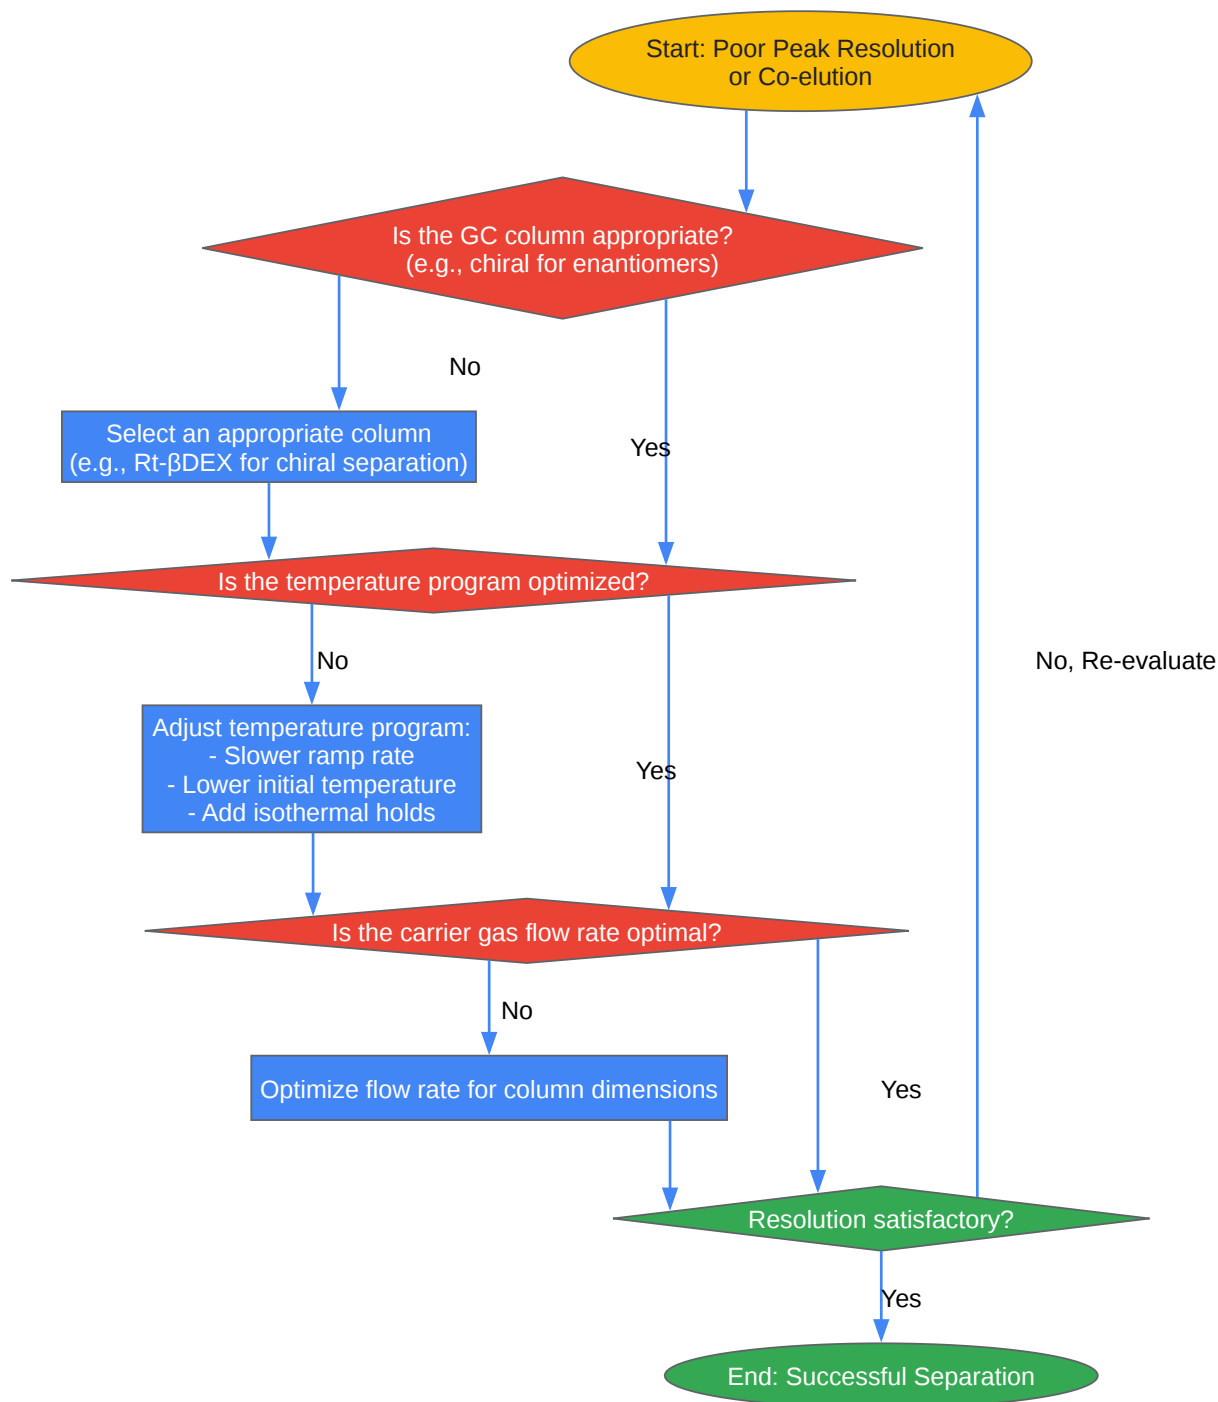 Start: Poor Peak Resolution
or Co-elution
Is the GC column appropriate?
(e.g., chiral for enantiomers)
No
Select an appropriate column
(e.g., Rt-βDEX for chiral separation)
Yes
Is the temperature program optimized?
No
No, Re-evaluate
Adjust temperature program:
- Slower ramp rate
- Lower initial temperature
- Add isothermal holds
Yes
Is the carrier gas flow rate optimal?
No
Optimize flow rate for column dimensions
Yes
Resolution satisfactory?
Yes
End: Successful Separation